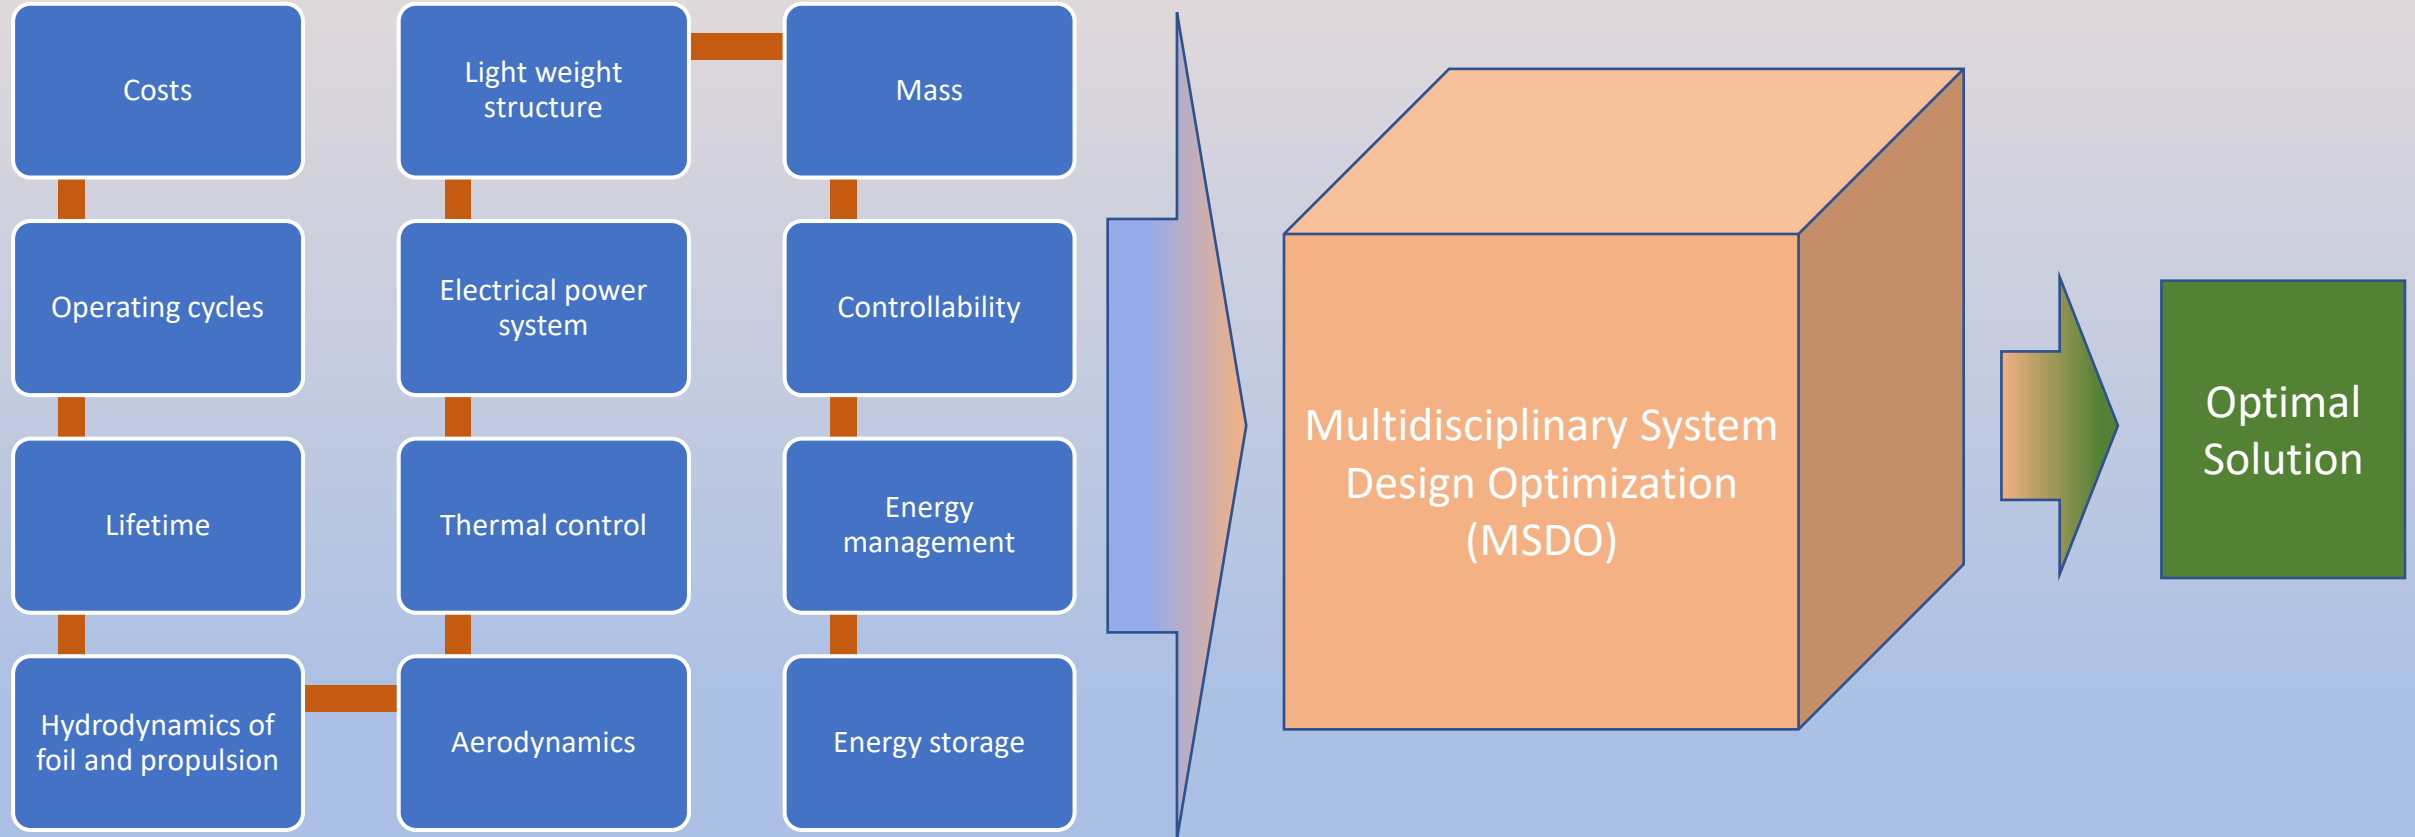 Costs
Operating cycles
Lifetime
Hydrodynamics of
foil and propulsion
Aerodynamics
Thermal control
Electrical power
system
Light weight
structure
Mass
Controllability
Energy
management
Energy storage
Multidisciplinary System
Design Optimization
(MSDO)
Optimal
Solution